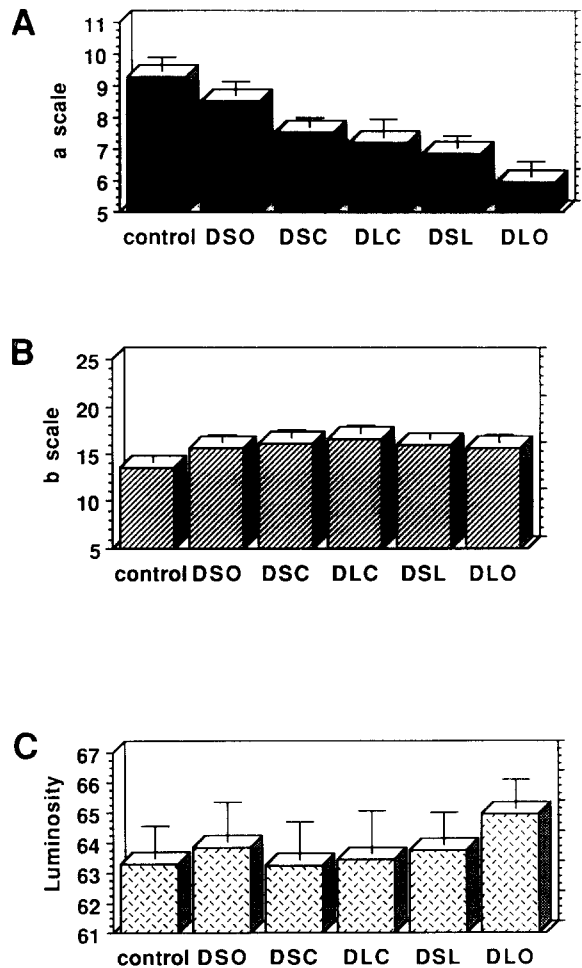 A
11
10
9
8
7
6
5
a scale
control DSO DSC DLC DSL DLO
B
25
20
15
10
5
b scale
control DSO DSC DLC DSL DLO
C
67
66
65
64
63
62
61
Luminosity
control DSO DSC DLC DSL DLO